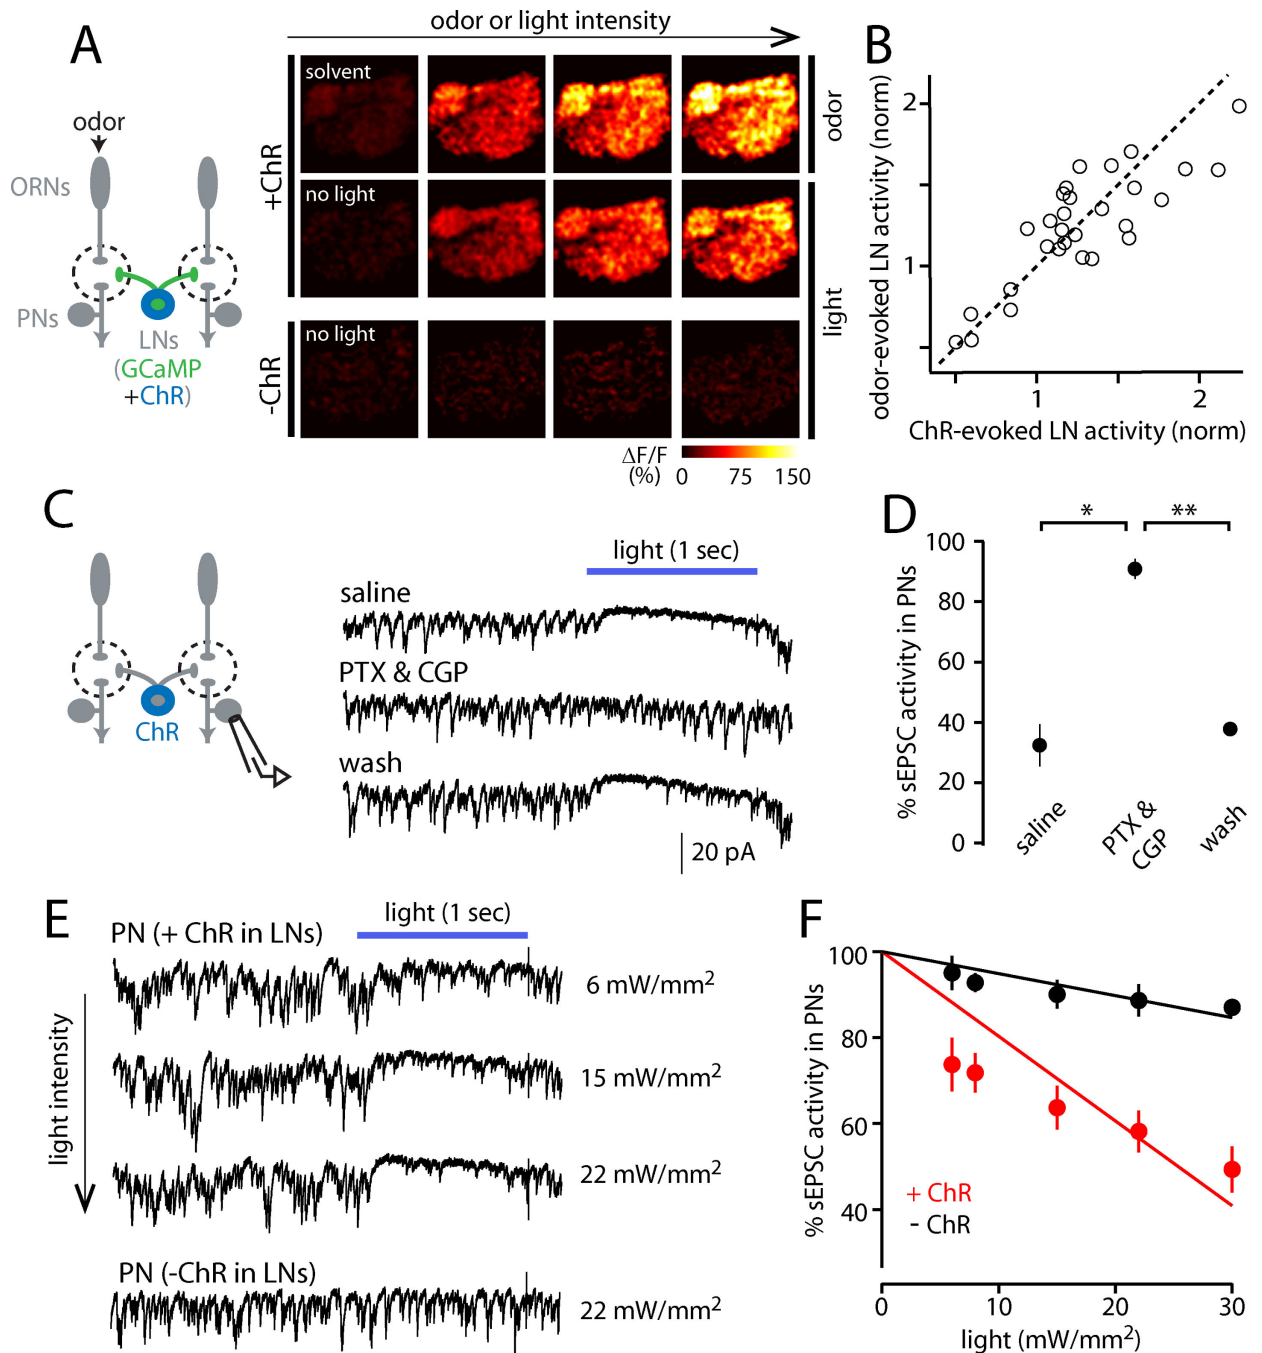 A
odor or light intensity
odor
ORNs
PNs
LNs
(GCaMP
+ChR)
+ChR
-ChR
solvent
no light
no light
odor
light
ΔF/F
(%)
0 75 150
B
odor-evoked LN activity (norm)
2
1
1 2
ChR-evoked LN activity (norm)
C
ChR
light (1 sec)
saline
PTX & CGP
wash
20 pA
D
% sEPSC activity in PNs
100
80
60
40
20
0
* **
saline
PTX &
CGP
wash
E
PN (+ ChR in LNs)
light (1 sec)
light intensity
6 mW/mm²
15 mW/mm²
22 mW/mm²
PN (-ChR in LNs)
22 mW/mm²
F
% sEPSC activity in PNs
100
80
60
40
+ ChR
- ChR
0 10 20 30
light (mW/mm²)